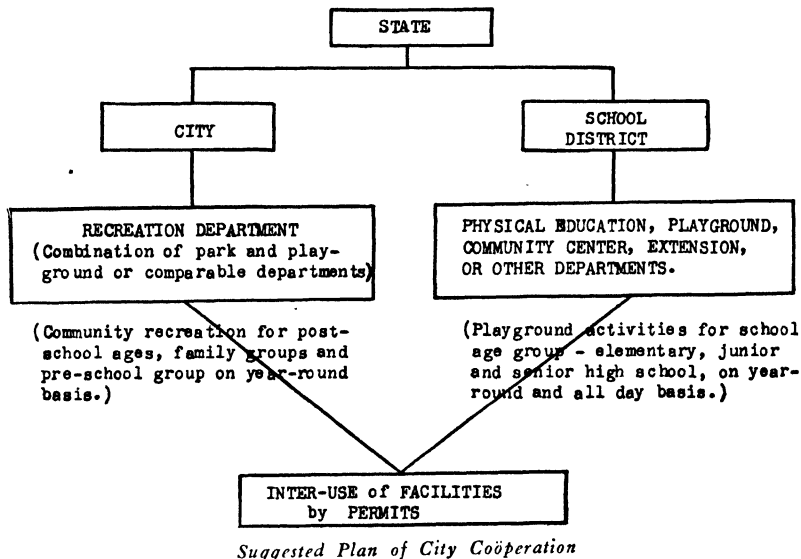 STATE
CITY
SCHOOL
DISTRICT
RECREATION DEPARTMENT
(Combination of park and play-
ground or comparable departments)
PHYSICAL EDUCATION, PLAYGROUND,
COMMUNITY CENTER, EXTENSION,
OR OTHER DEPARTMENTS.
(Community recreation for post-
school ages, family groups and
pre-school group on year-round
basis.)
(Playground activities for school
age group - elementary, junior
and senior high school, on year-
round and all day basis.)
INTER-USE of FACILITIES
by PERMITS
Suggested Plan of City Coöperation